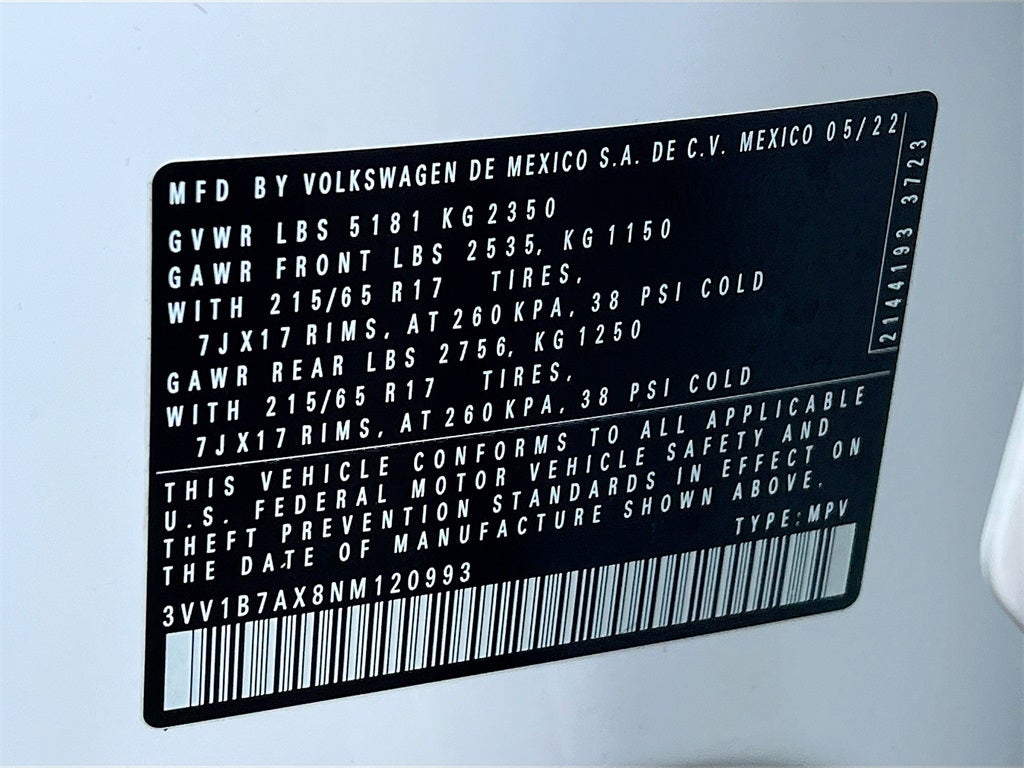 MFD BY VOLKSWAGEN DE MEXICO S.A. DE C.V. MEXICO 05/22
GVWR LBS 5181 KG 2350
GAWR FRONT LBS 2535, KG 1150
WITH 215/65 R17 TIRES,
7JX17 RIMS, AT 260 KPA, 38 PSI COLD
GAWR REAR LBS 2756, KG 1250
WITH 215/65 R17 TIRES,
7JX17 RIMS, AT 260 KPA, 38 PSI COLD
21444193 3723
THIS VEHICLE CONFORMS TO ALL APPLICABLE
U.S. FEDERAL MOTOR VEHICLE SAFETY AND
THEFT PREVENTION STANDARDS IN EFFECT ON
THE DATE OF MANUFACTURE SHOWN ABOVE.
TYPE: MPV
3VV1B7AX8NM120993